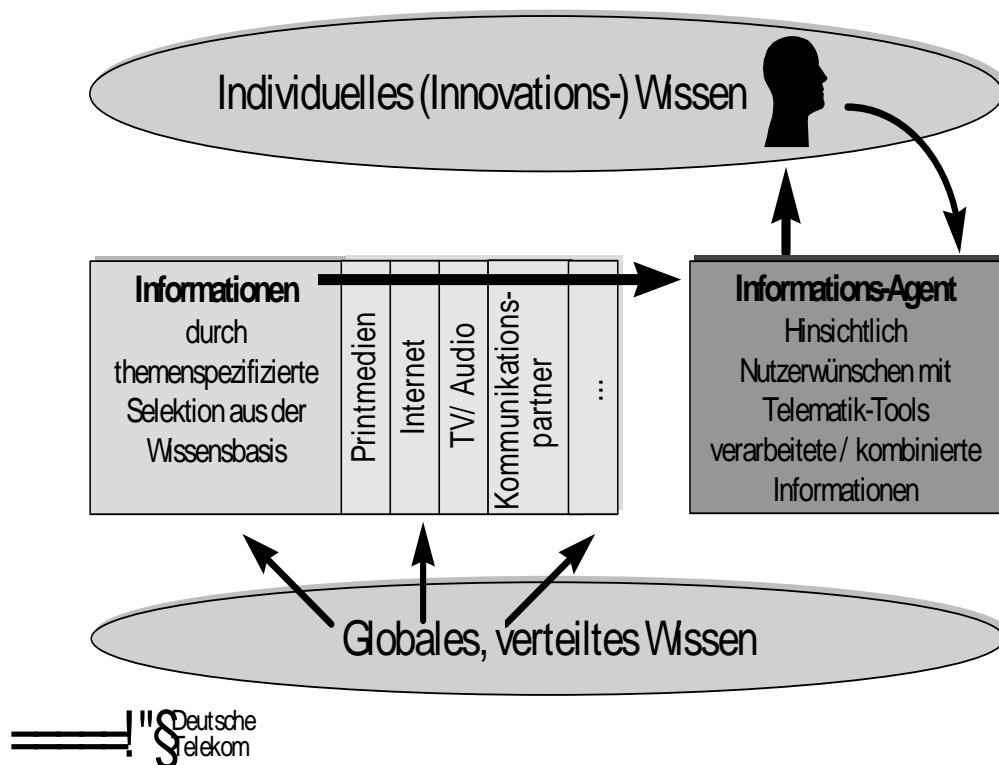 Individuelles (Innovations-) Wissen
Informationen
durch
themenspezifizierte
Selektion aus der
Wissensbasis
Printmedien
Internet
TV/ Audio
Kommunikations-
partner
...
Informations-Agent
Hinsichtlich
Nutzerwünschen mit
Telematik-Tools
verarbeitete / kombinierte
Informationen
Globales, verteiltes Wissen
!"§
Deutsche
Telekom